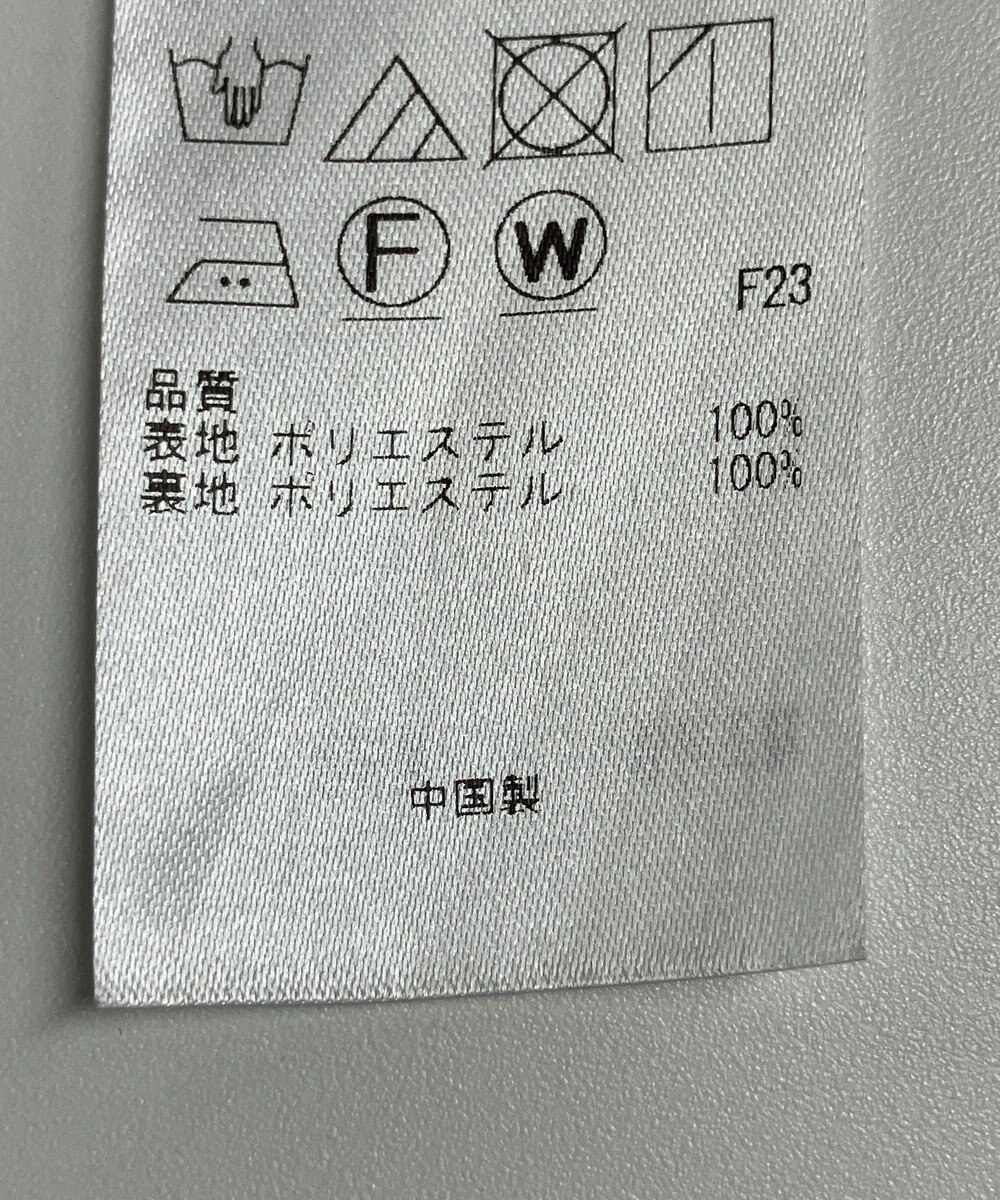 F W F23
品質
表地 ポリエステル 100%
裏地 ポリエステル 100%
中国製